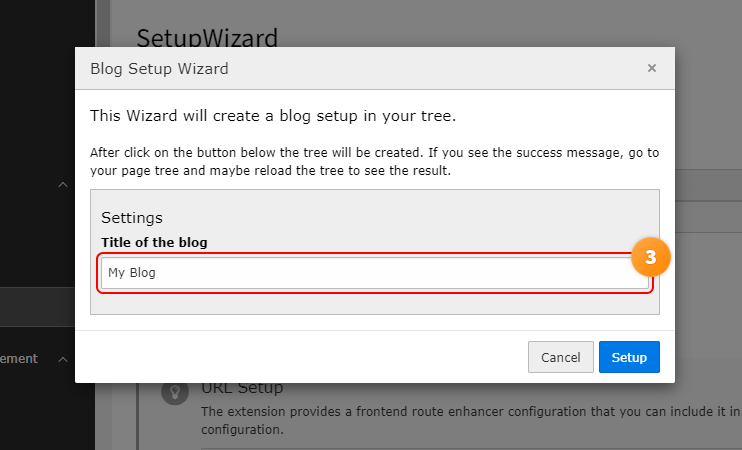 SetupWizard
Blog Setup Wizard ×
This Wizard will create a blog setup in your tree.
After click on the button below the tree will be created. If you see the success message, go to
your page tree and maybe reload the tree to see the result.
Settings
Title of the blog
3
My Blog
ement
Cancel Setup
URL Setup
The extension provides a frontend route enhancer configuration that you can include it in
configuration.